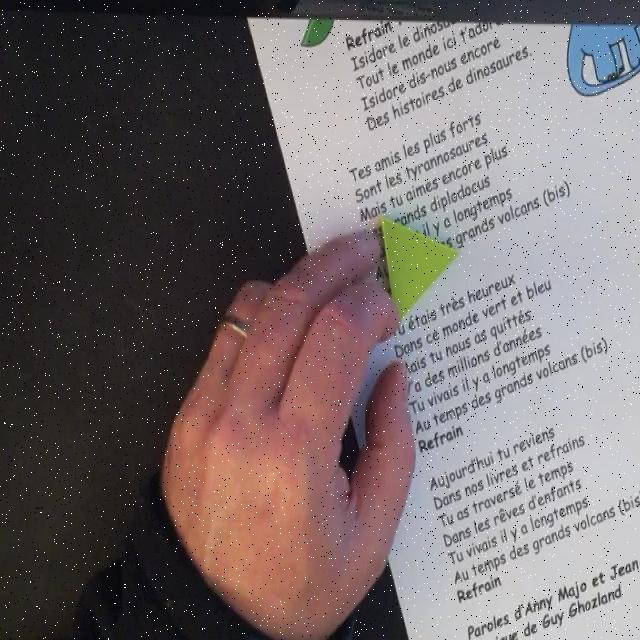 Refrain
Isidore le dinosaure
Tout le monde ici t'adore
Isidore dis-nous encore
Des histoires de dinosaures.
Tes amis les plus forts
Sont les tyrannosaures
Mais tu aimes encore plus
grands diplodocus
il y a longtemps
grands volcans (bis)
Tu étais très heureux
Dans ce monde vert et bleu
Mais tu nous as quittés
a des millions d'années
Tu vivais il y a longtemps
Au temps des grands volcans (bis)
Refrain
Aujourd'hui tu reviens
Dans nos livres et refrains
Tu as traversé le temps
Dans les rêves d'enfants
Tu vivais il y a longtemps.
Au temps des grands volcans (bis
Refrain
Paroles d'Anny Majo et Jean
de Guy Ghozland